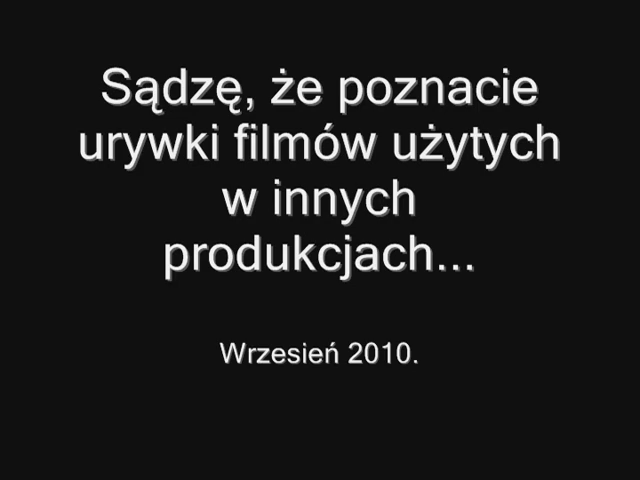 Sądzę, że poznacie
urywki filmów użytych
w innych
produkcjach...
Wrzesień 2010.